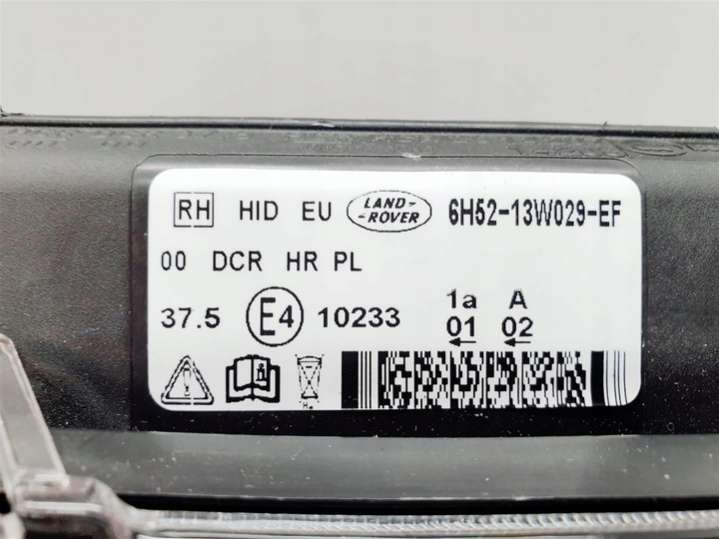 RH HID EU LAND-ROVER 6H52-13W029-EF
00 DCR HR PL
37.5 E4 10233 1a A
01 02